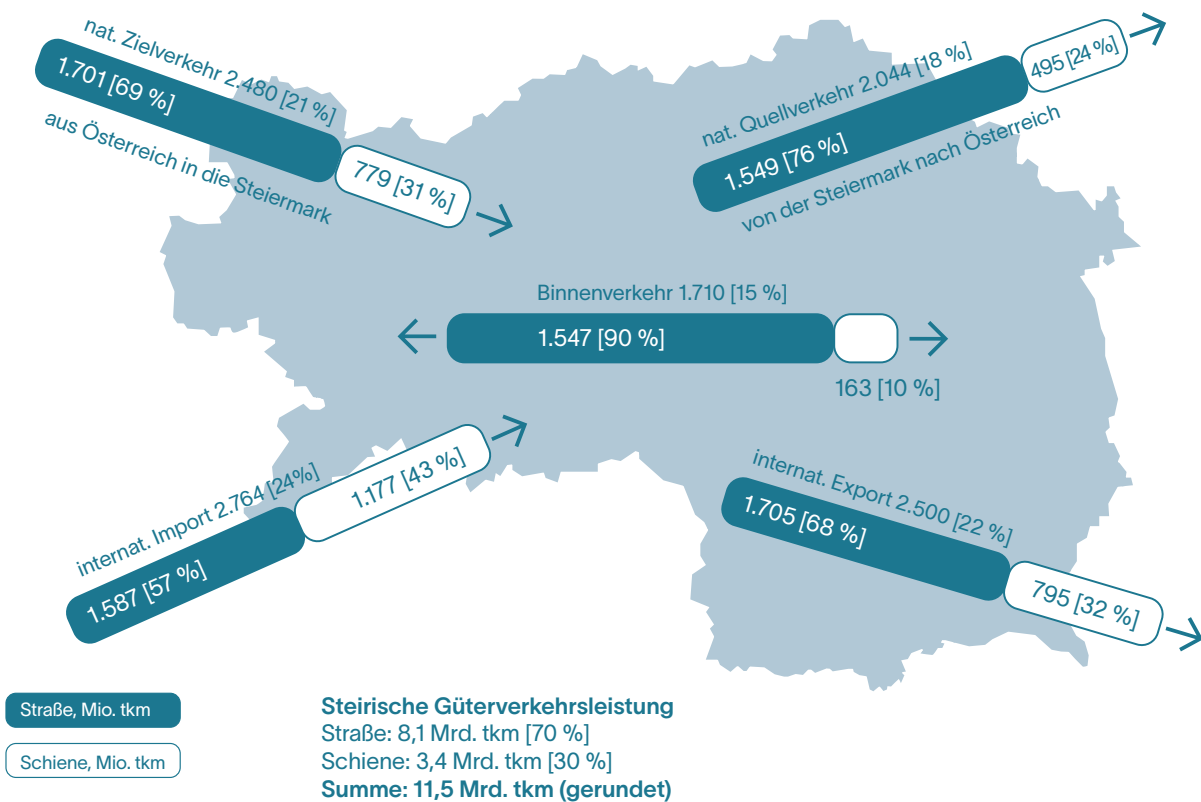 nat. Zielverkehr 2.480 [21 %]
1.701 [69 %]
779 [31 %]
aus Österreich in die Steiermark
nat. Quellverkehr 2.044 [18 %]
1.549 [76 %]
495 [24 %]
von der Steiermark nach Österreich
Binnenverkehr 1.710 [15 %]
1.547 [90 %]
163 [10 %]
internat. Import 2.764 [24%]
1.587 [57 %]
1.177 [43 %]
internat. Export 2.500 [22 %]
1.705 [68 %]
795 [32 %]
Straße, Mio. tkm
Schiene, Mio. tkm
Steirische Güterverkehrsleistung
Straße: 8,1 Mrd. tkm [70 %]
Schiene: 3,4 Mrd. tkm [30 %]
Summe: 11,5 Mrd. tkm (gerundet)